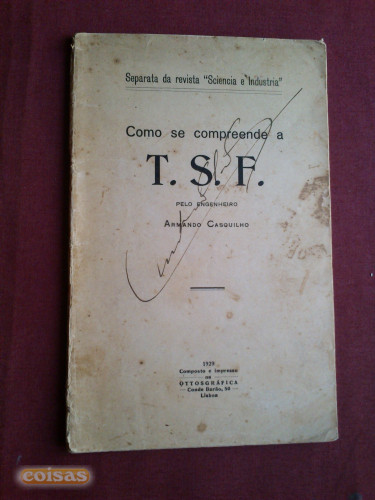 Separata da revista "Sciencia e Industria"
Como se compreende a
T. S. F.
PELO ENGENHEIRO
ARMANDO CASQUILHO
1929
Composto e impresso
na
OTTOSGRÁFICA
Conde Barão, 50
Lisboa
coisas